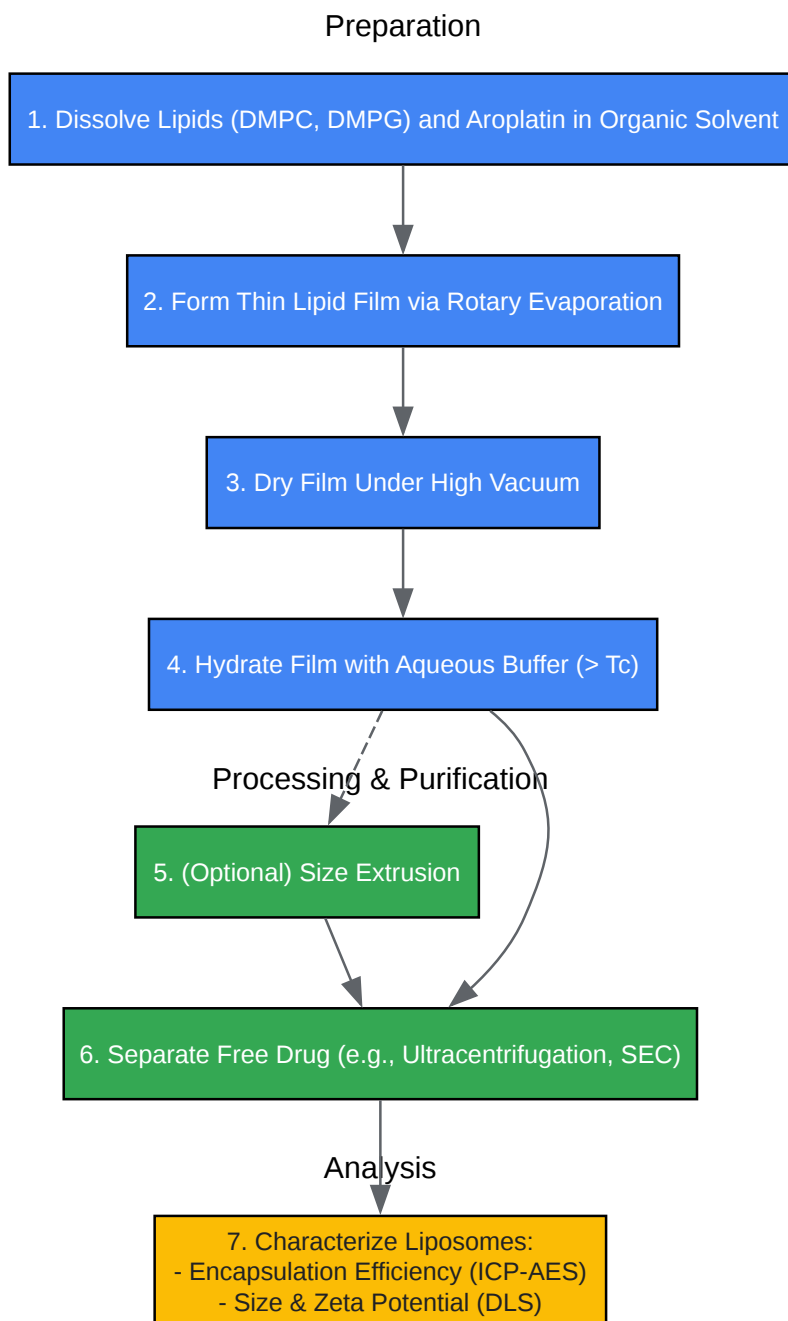 Preparation
1. Dissolve Lipids (DMPC, DMPG) and Aroplatin in Organic Solvent
2. Form Thin Lipid Film via Rotary Evaporation
3. Dry Film Under High Vacuum
4. Hydrate Film with Aqueous Buffer (> Tc)
Processing & Purification
5. (Optional) Size Extrusion
6. Separate Free Drug (e.g., Ultracentrifugation, SEC)
Analysis
7. Characterize Liposomes:
- Encapsulation Efficiency (ICP-AES)
- Size & Zeta Potential (DLS)